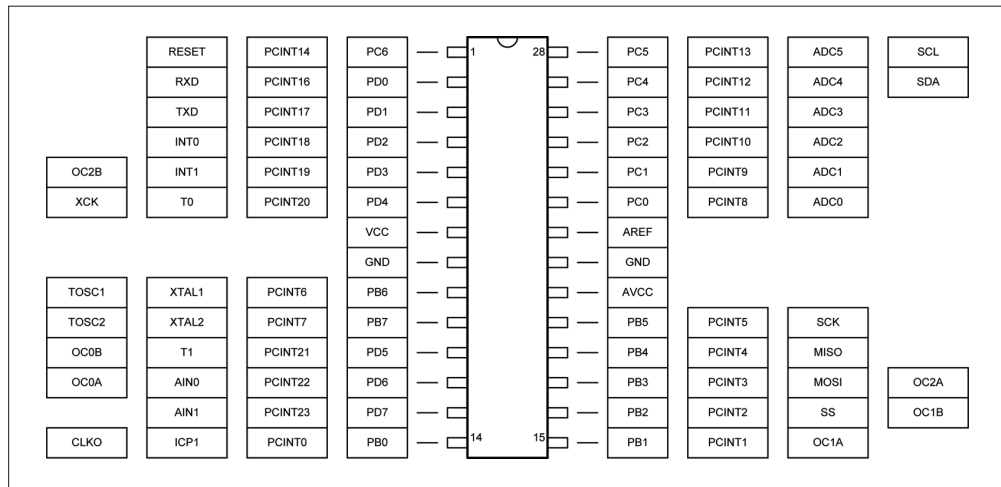 RESET PCINT14 PC6 1 28 PC5 PCINT13 ADC5 SCL
RXD PCINT16 PD0 PC4 PCINT12 ADC4 SDA
TXD PCINT17 PD1 PC3 PCINT11 ADC3
INT0 PCINT18 PD2 PC2 PCINT10 ADC2
OC2B INT1 PCINT19 PD3 PC1 PCINT9 ADC1
XCK T0 PCINT20 PD4 PC0 PCINT8 ADC0
VCC AREF
GND GND
TOSC1 XTAL1 PCINT6 PB6 AVCC
TOSC2 XTAL2 PCINT7 PB7 PB5 PCINT5 SCK
OC0B T1 PCINT21 PD5 PB4 PCINT4 MISO
OC0A AIN0 PCINT22 PD6 PB3 PCINT3 MOSI OC2A
AIN1 PCINT23 PD7 PB2 PCINT2 SS OC1B
CLKO ICP1 PCINT0 PB0 14 15 PB1 PCINT1 OC1A